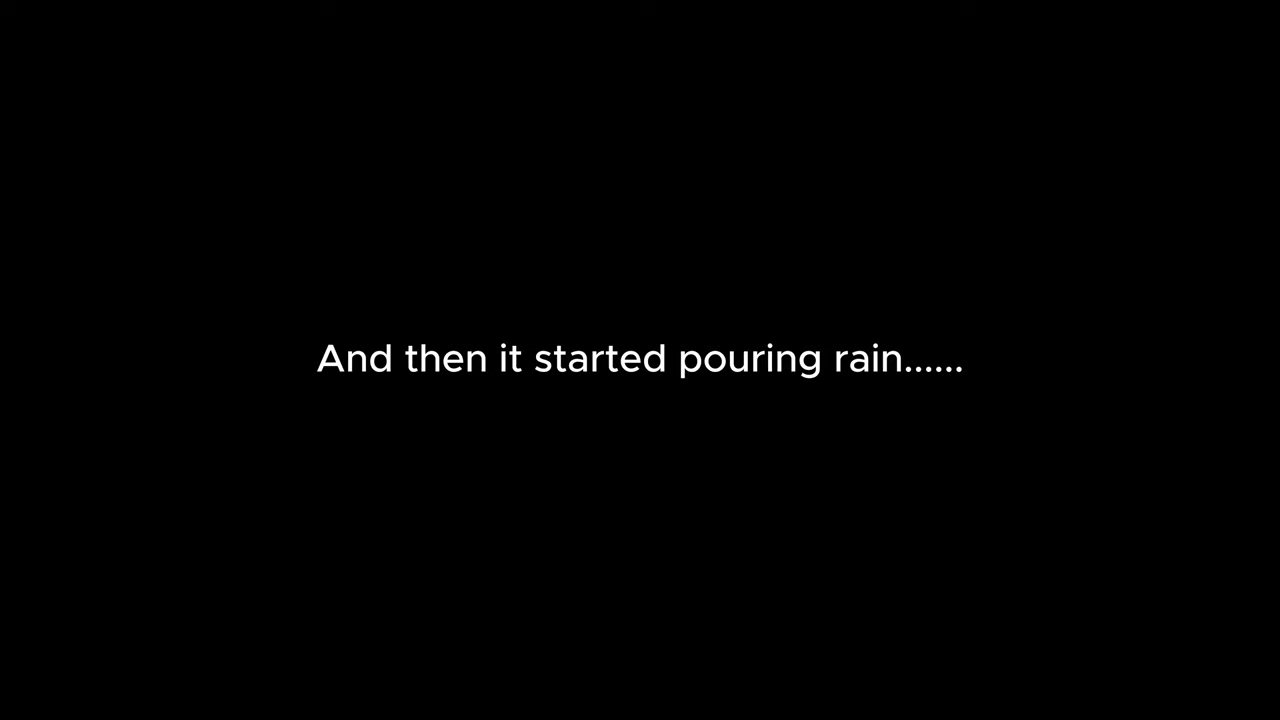 And then it started pouring rain......